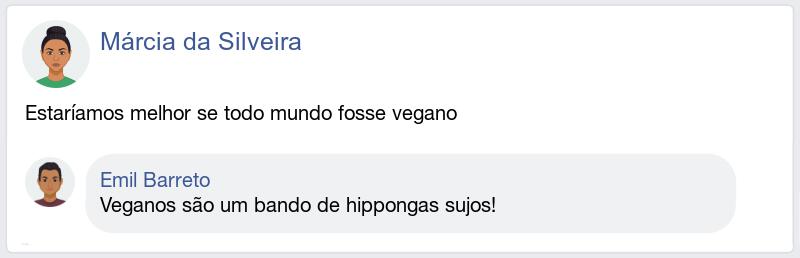 Márcia da Silveira
Estaríamos melhor se todo mundo fosse vegano
Emil Barreto
Veganos são um bando de hippongas sujos!